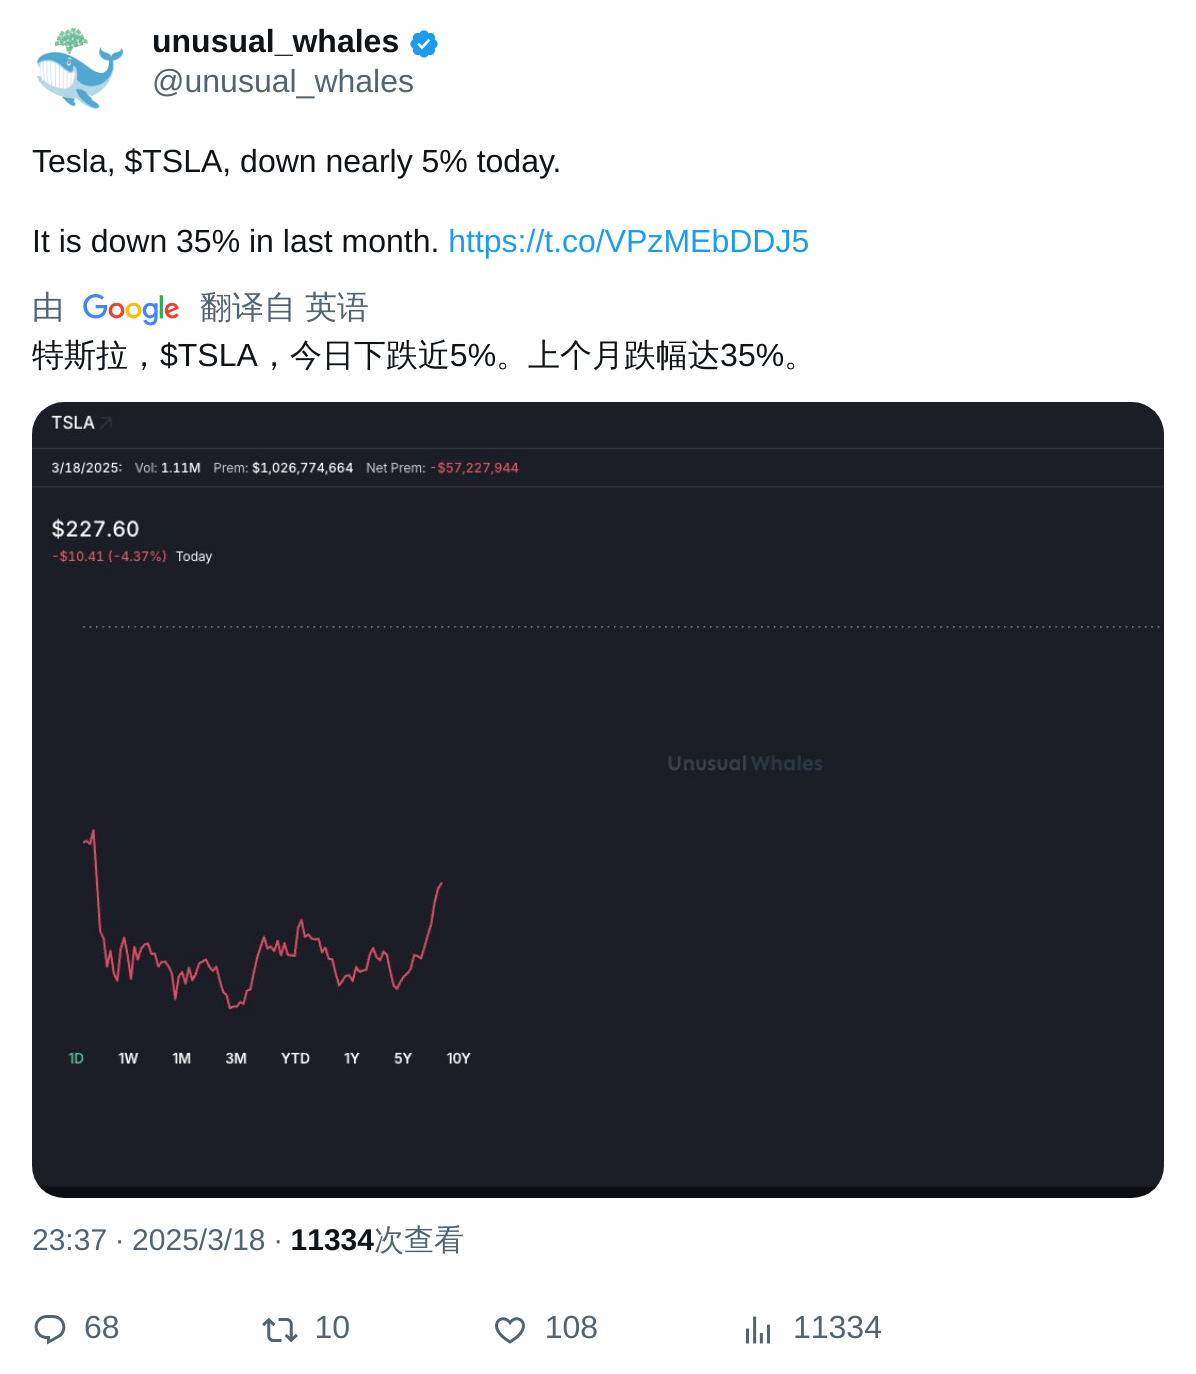 unusual_whales
@unusual_whales
Tesla, $TSLA, down nearly 5% today.
It is down 35% in last month. https://t.co/VPzMEbDDJ5
由 Google 翻译自 英语
特斯拉，$TSLA，今日下跌近5%。上个月跌幅达35%。
TSLA
3/18/2025: Vol: 1.11M Prem: $1,026,774,664 Net Prem: -$57,227,944
$227.60
-$10.41 (-4.37%) Today
Unusual Whales
1D 1W 1M 3M YTD 1Y 5Y 10Y
23:37 · 2025/3/18 · 11334次查看
68 10 108 11334